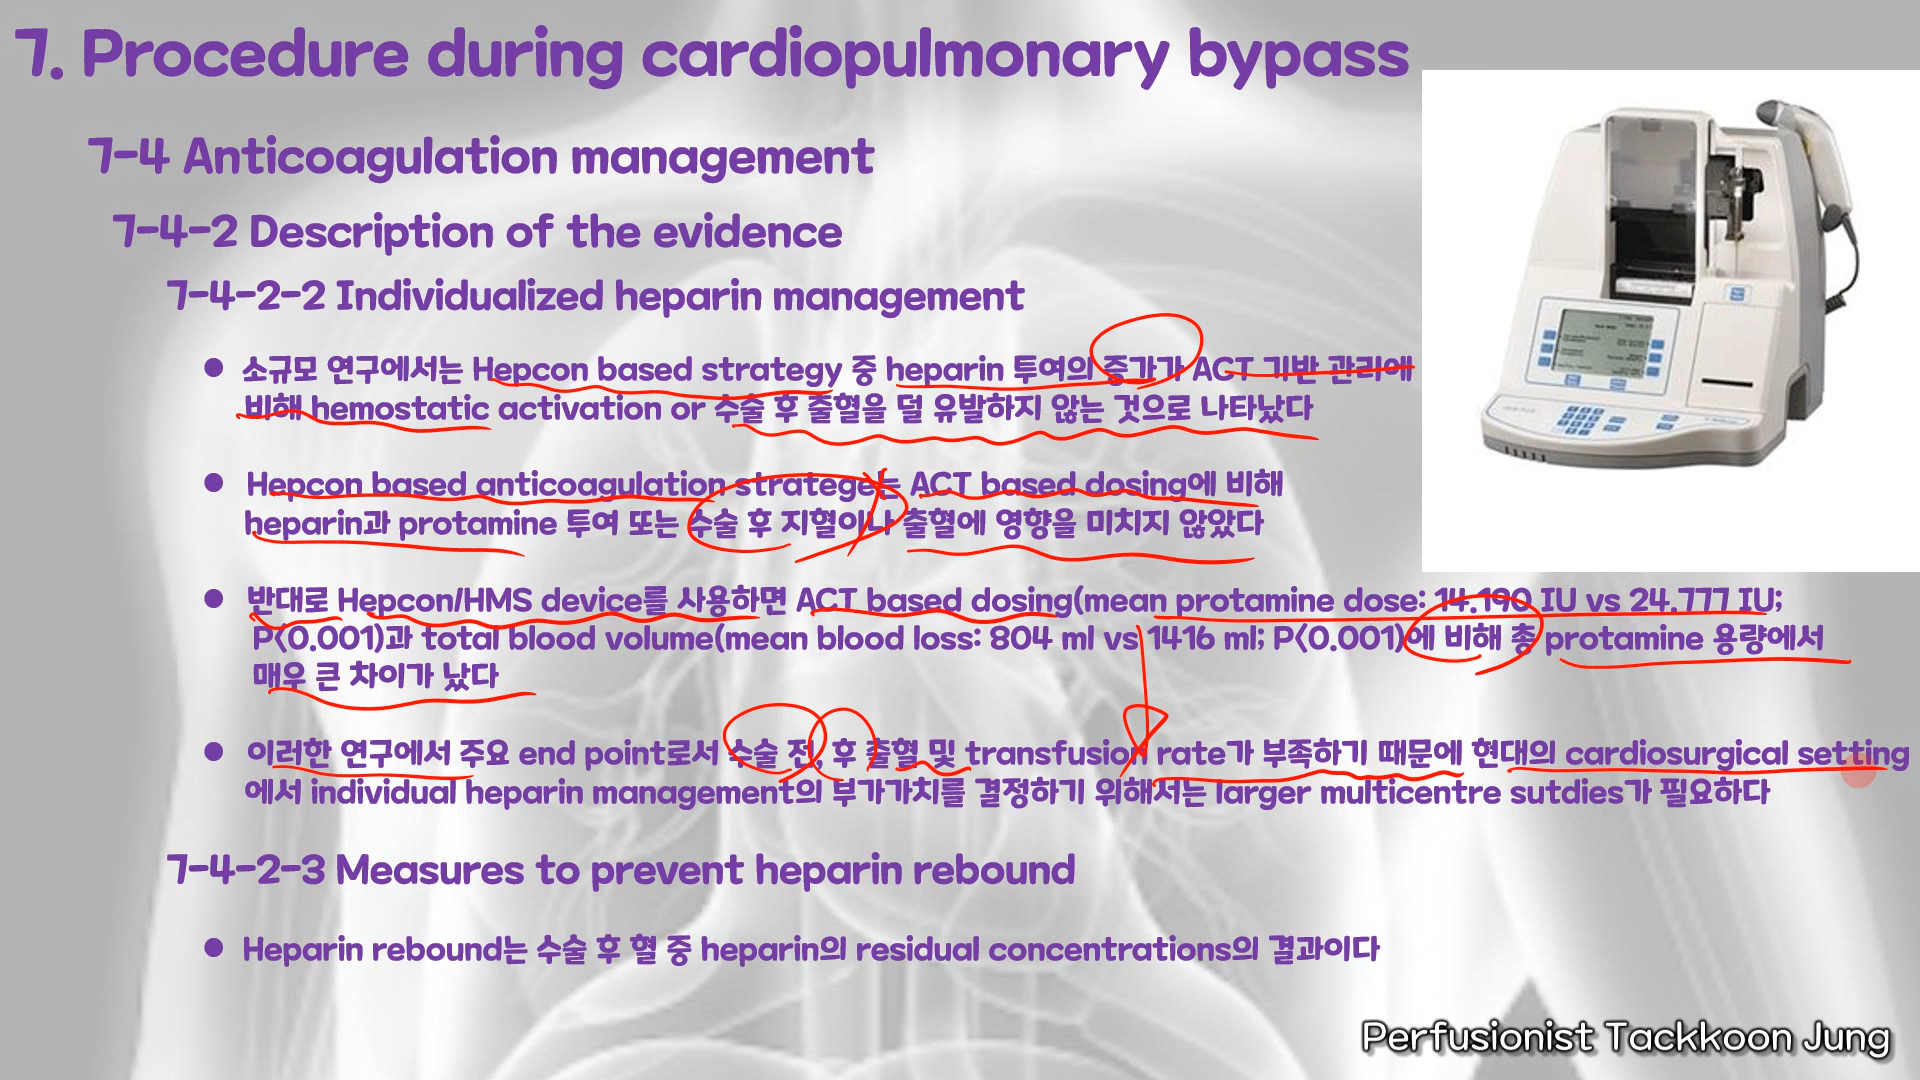 7. Procedure during cardiopulmonary bypass
7-4 Anticoagulation management
7-4-2 Description of the evidence
7-4-2-2 Individualized heparin management
● 소규모 연구에서는 Hepcon based strategy 중 heparin 투여의 증가가 ACT 기반 관리에
비해 hemostatic activation or 수술 후 출혈을 덜 유발하지 않는 것으로 나타났다
● Hepcon based anticoagulation stratege는 ACT based dosing에 비해
heparin과 protamine 투여 또는 수술 후 지혈이나 출혈에 영향을 미치지 않았다
● 반대로 Hepcon/HMS device를 사용하면 ACT based dosing(mean protamine dose: 14.190 IU vs 24.777 IU;
P<0.001)과 total blood volume(mean blood loss: 804 ml vs 1416 ml; P<0.001)에 비해 총 protamine 용량에서
매우 큰 차이가 났다
● 이러한 연구에서 주요 end point로서 수술 전, 후 출혈 및 transfusion rate가 부족하기 때문에 현대의 cardiosurgical setting
에서 individual heparin management의 부가가치를 결정하기 위해서는 larger multicentre sutdies가 필요하다
7-4-2-3 Measures to prevent heparin rebound
● Heparin rebound는 수술 후 혈 중 heparin의 residual concentrations의 결과이다
Perfusionist Tackkoon Jung